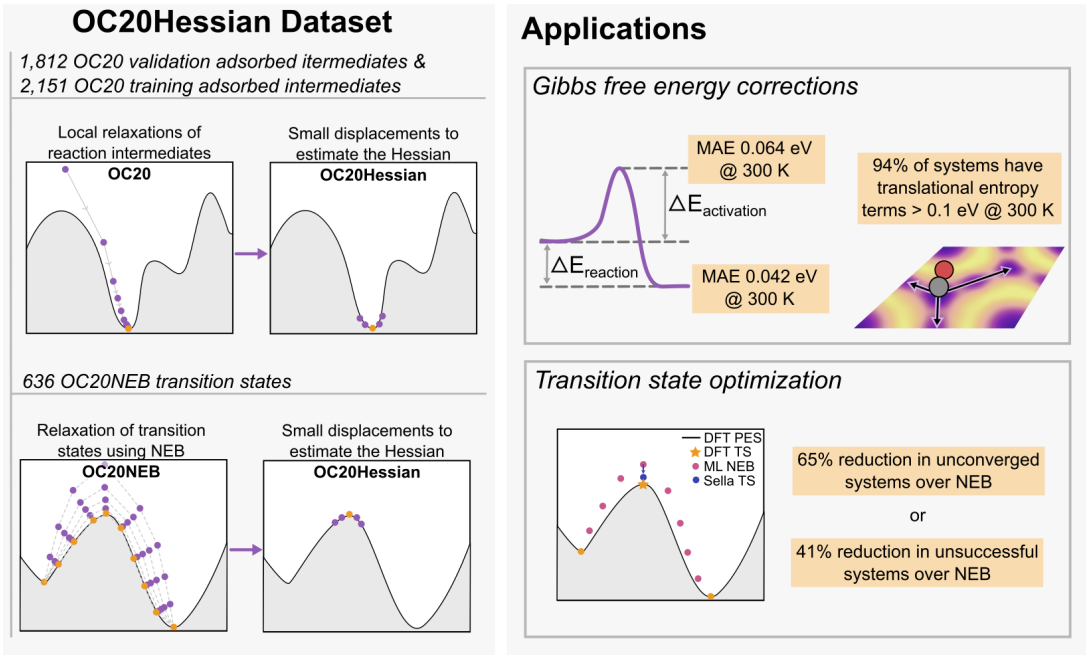 OC20Hessian Dataset
1,812 OC20 validation adsorbed itermediates &
2,151 OC20 training adsorbed intermediates
Local relaxations of
reaction intermediates
OC20
Small displacements to
estimate the Hessian
OC20Hessian
636 OC20NEB transition states
Relaxation of transition
states using NEB
OC20NEB
Small displacements to
estimate the Hessian
OC20Hessian
Applications
Gibbs free energy corrections
MAE 0.064 eV
@ 300 K
△Eactivation
△Ereaction
MAE 0.042 eV
@ 300 K
94% of systems have
translational entropy
terms > 0.1 eV @ 300 K
Transition state optimization
DFT PES
DFT TS
ML NEB
Sella TS
65% reduction in unconverged
systems over NEB
or
41% reduction in unsuccessful
systems over NEB